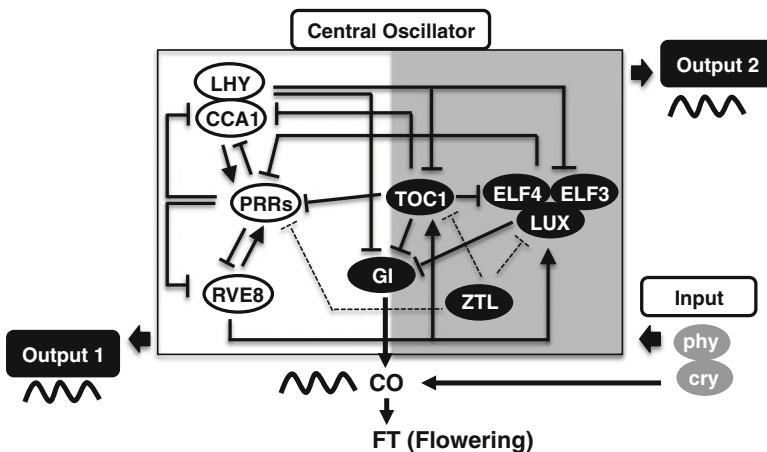 Central Oscillator
Output 2
LHY
CCA1
PRRs
TOC1
ELF4
ELF3
LUX
GI
ZTL
RVE8
Input
phy
cry
Output 1
CO
FT (Flowering)